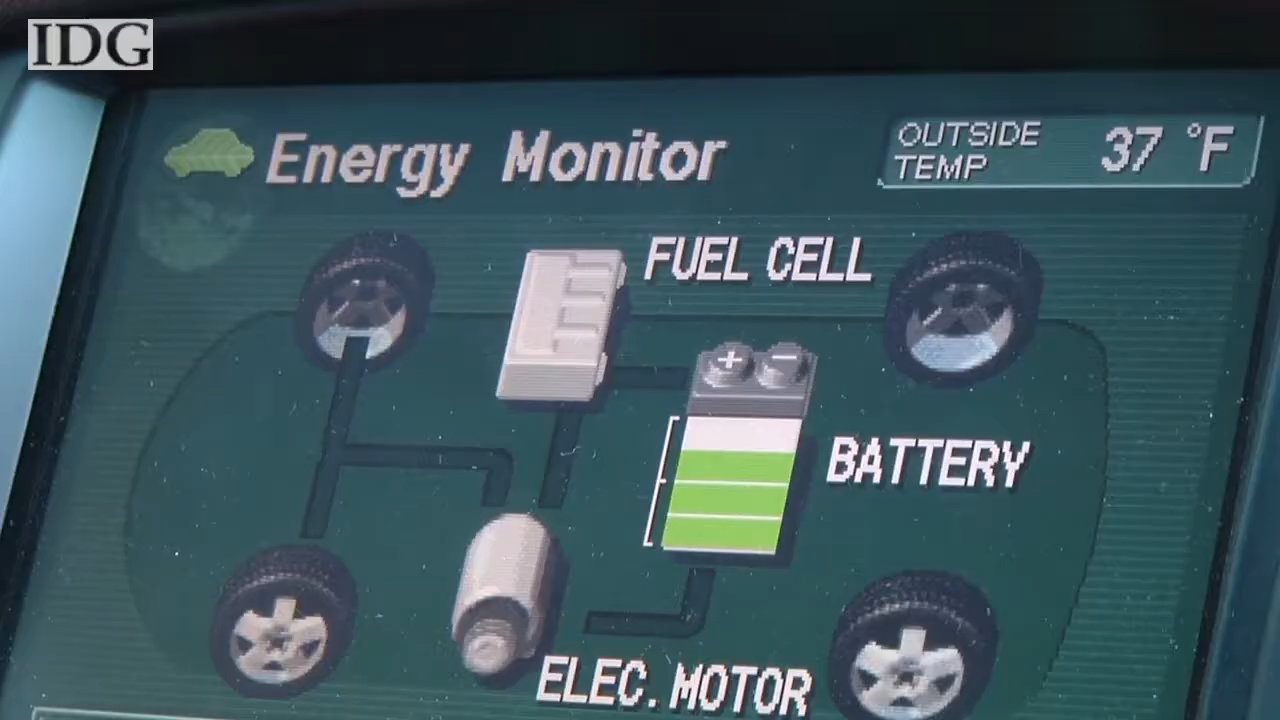 IDG
Energy Monitor
OUTSIDE
TEMP
37 °F
FUEL CELL
+ −
BATTERY
ELEC. MOTOR